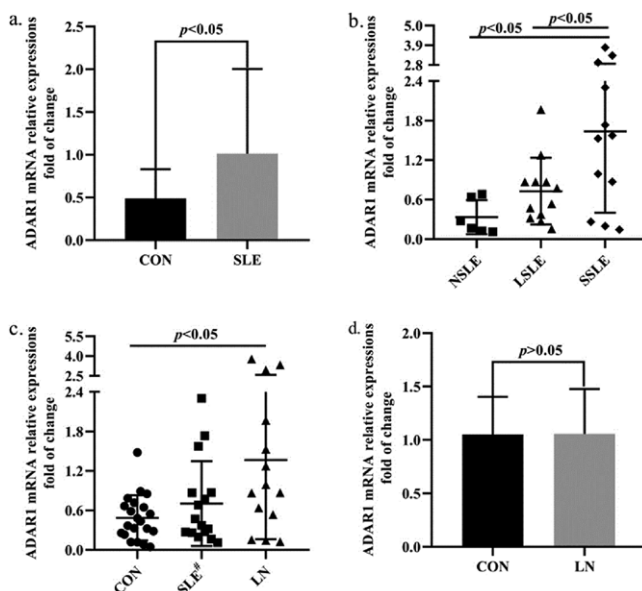 a.
ADAR1 mRNA relative expressions
fold of change
2.5
2.0
1.5
1.0
0.5
0.0
p<0.05
CON
SLE
b.
ADAR1 mRNA relative expressions
fold of change
5.0
3.9
2.8
2.4
1.8
1.2
0.6
0.0
p<0.05
p<0.05
NSLE
LSLE
SSLE
c.
ADAR1 mRNA relative expressions
fold of change
5.5
4.0
2.5
2.4
1.8
1.2
0.6
0.0
p<0.05
CON
SLE#
LN
d.
ADAR1 mRNA relative expressions
fold of change
2.0
1.5
1.0
0.5
0.0
p>0.05
CON
LN